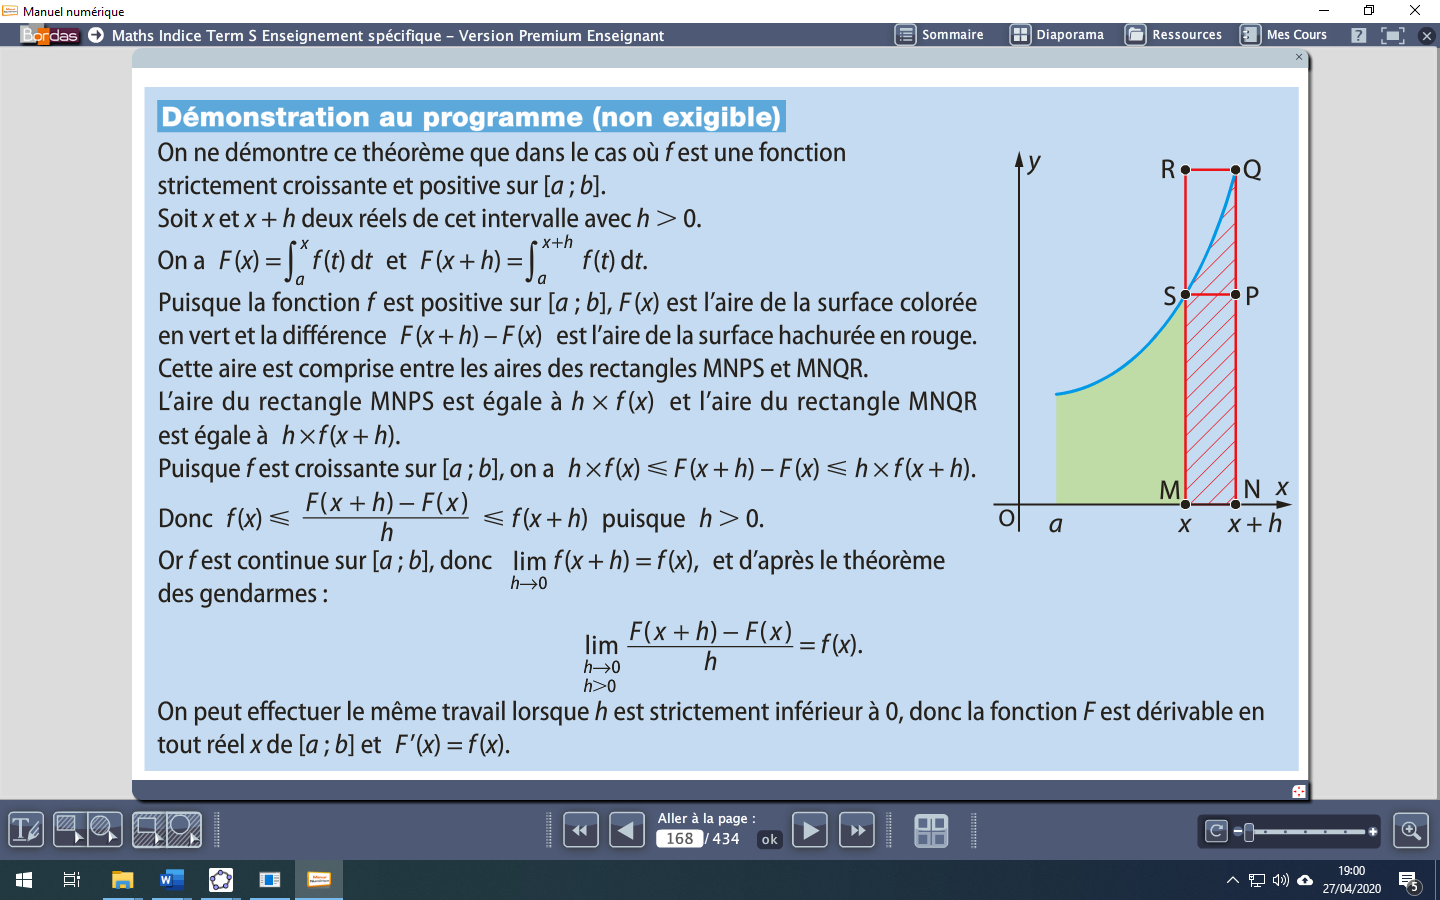 Manuel numérique
Bordas Maths Indice Term S Enseignement spécifique – Version Premium Enseignant Sommaire Diaporama Ressources Mes Cours
Démonstration au programme (non exigible)
On ne démontre ce théorème que dans le cas où f est une fonction
strictement croissante et positive sur [a ; b].
Soit x et x + h deux réels de cet intervalle avec h > 0.
On a F(x) = ∫_a^x f(t) dt et F(x + h) = ∫_a^{x+h} f(t) dt.
Puisque la fonction f est positive sur [a ; b], F(x) est l’aire de la surface colorée
en vert et la différence F(x + h) – F(x) est l’aire de la surface hachurée en rouge.
Cette aire est comprise entre les aires des rectangles MNPS et MNQR.
L’aire du rectangle MNPS est égale à h × f(x) et l’aire du rectangle MNQR
est égale à h × f(x + h).
Puisque f est croissante sur [a ; b], on a h × f(x) ⩽ F(x + h) – F(x) ⩽ h × f(x + h).
Donc f(x) ⩽ (F(x + h) – F(x))/h ⩽ f(x + h) puisque h > 0.
Or f est continue sur [a ; b], donc lim_{h→0} f(x + h) = f(x), et d’après le théorème
des gendarmes :
lim_{h→0 h>0} (F(x + h) – F(x))/h = f(x).
On peut effectuer le même travail lorsque h est strictement inférieur à 0, donc la fonction F est dérivable en
tout réel x de [a ; b] et F’(x) = f(x).
y
R Q
S P
M N x
O a x x + h
Aller à la page :
168 / 434 ok
19:00
27/04/2020
5